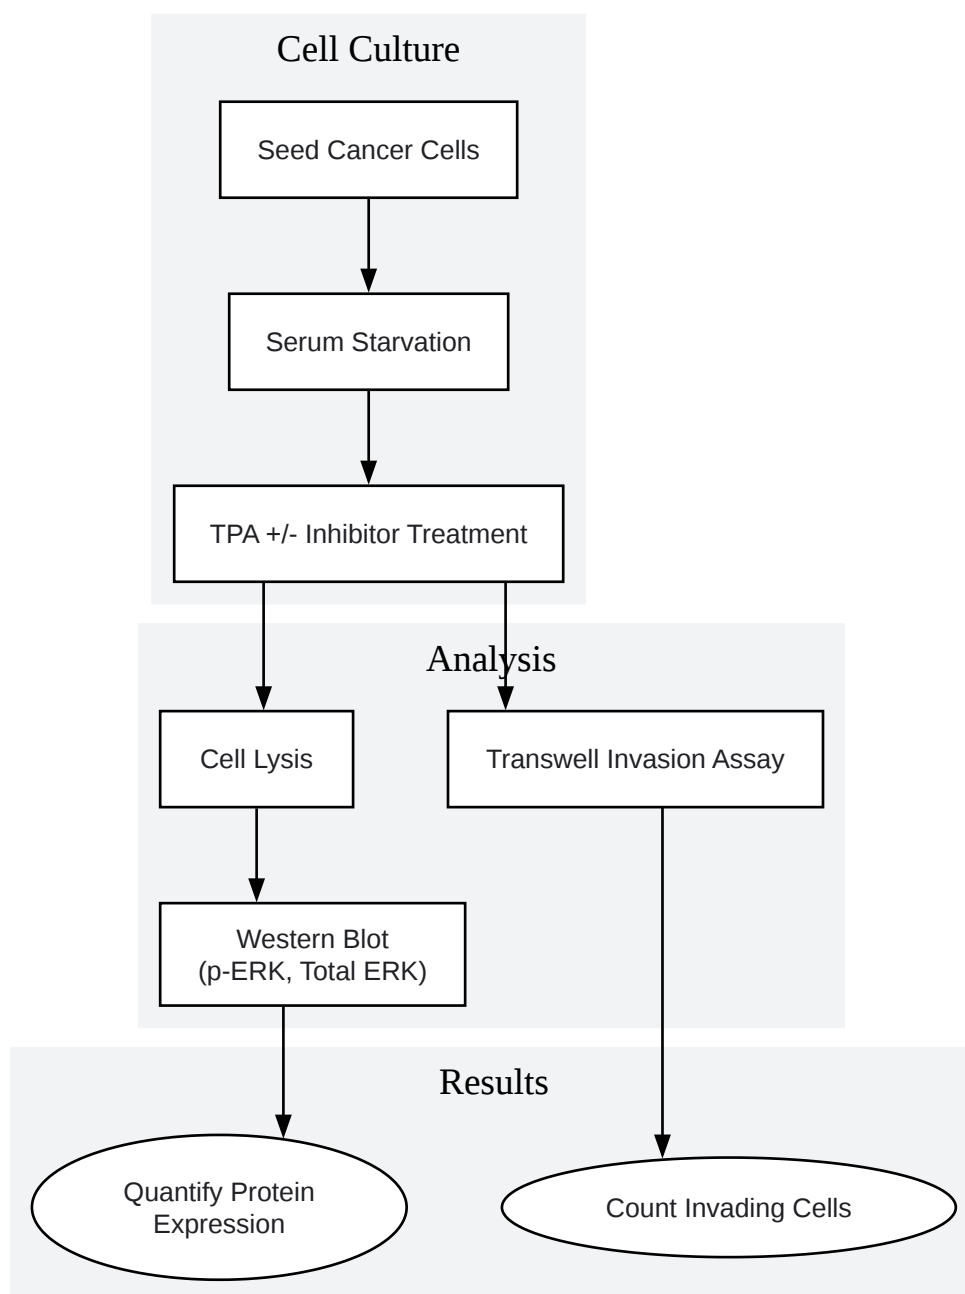 Cell Culture
Seed Cancer Cells
Serum Starvation
TPA +/- Inhibitor Treatment
Analysis
Cell Lysis
Transwell Invasion Assay
Western Blot
(p-ERK, Total ERK)
Results
Quantify Protein
Expression
Count Invading Cells